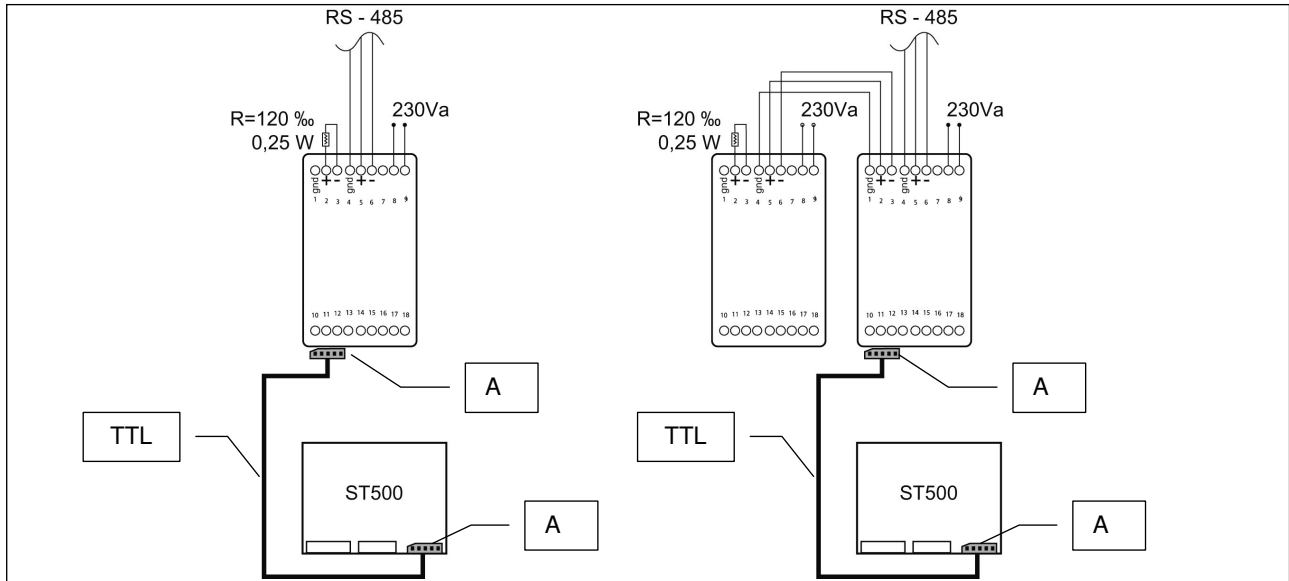 RS - 485
R=120 ‰
0,25 W
230Va
gnd + - gnd + -
1 2 3 4 5 6 7 8 9
10 11 12 13 14 15 16 17 18
A
TTL
ST500
A
RS - 485
R=120 ‰
0,25 W
230Va
230Va
gnd + - gnd + -
1 2 3 4 5 6 7 8 9
gnd + - gnd + -
1 2 3 4 5 6 7 8 9
10 11 12 13 14 15 16 17 18
10 11 12 13 14 15 16 17 18
A
TTL
ST500
A